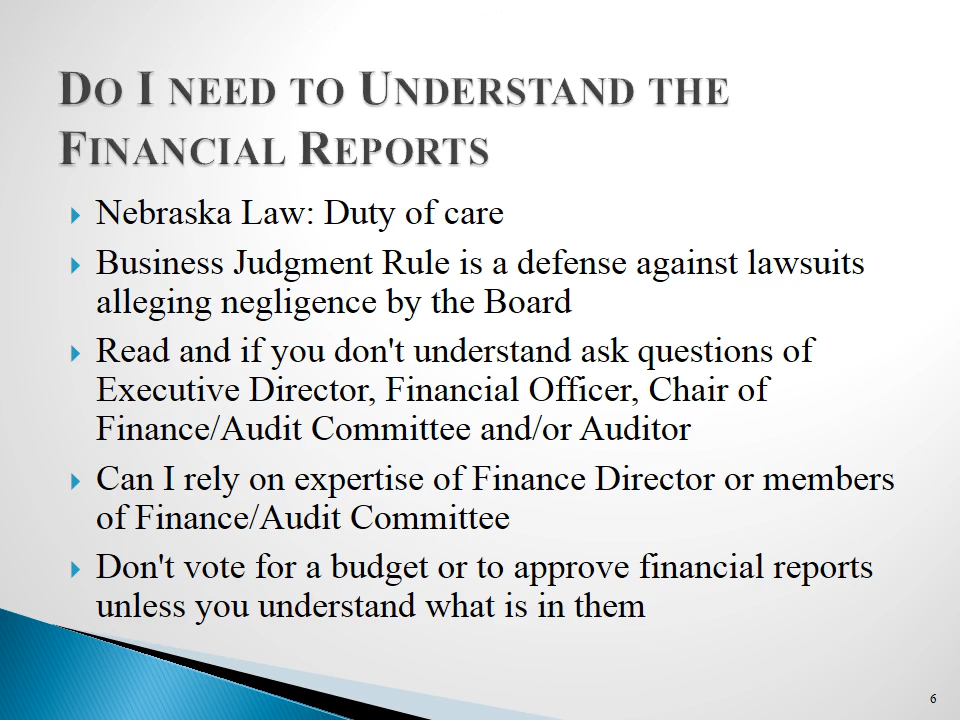 Do I need to Understand the
Financial Reports
Nebraska Law: Duty of care
Business Judgment Rule is a defense against lawsuits
alleging negligence by the Board
Read and if you don't understand ask questions of
Executive Director, Financial Officer, Chair of
Finance/Audit Committee and/or Auditor
Can I rely on expertise of Finance Director or members
of Finance/Audit Committee
Don't vote for a budget or to approve financial reports
unless you understand what is in them
6